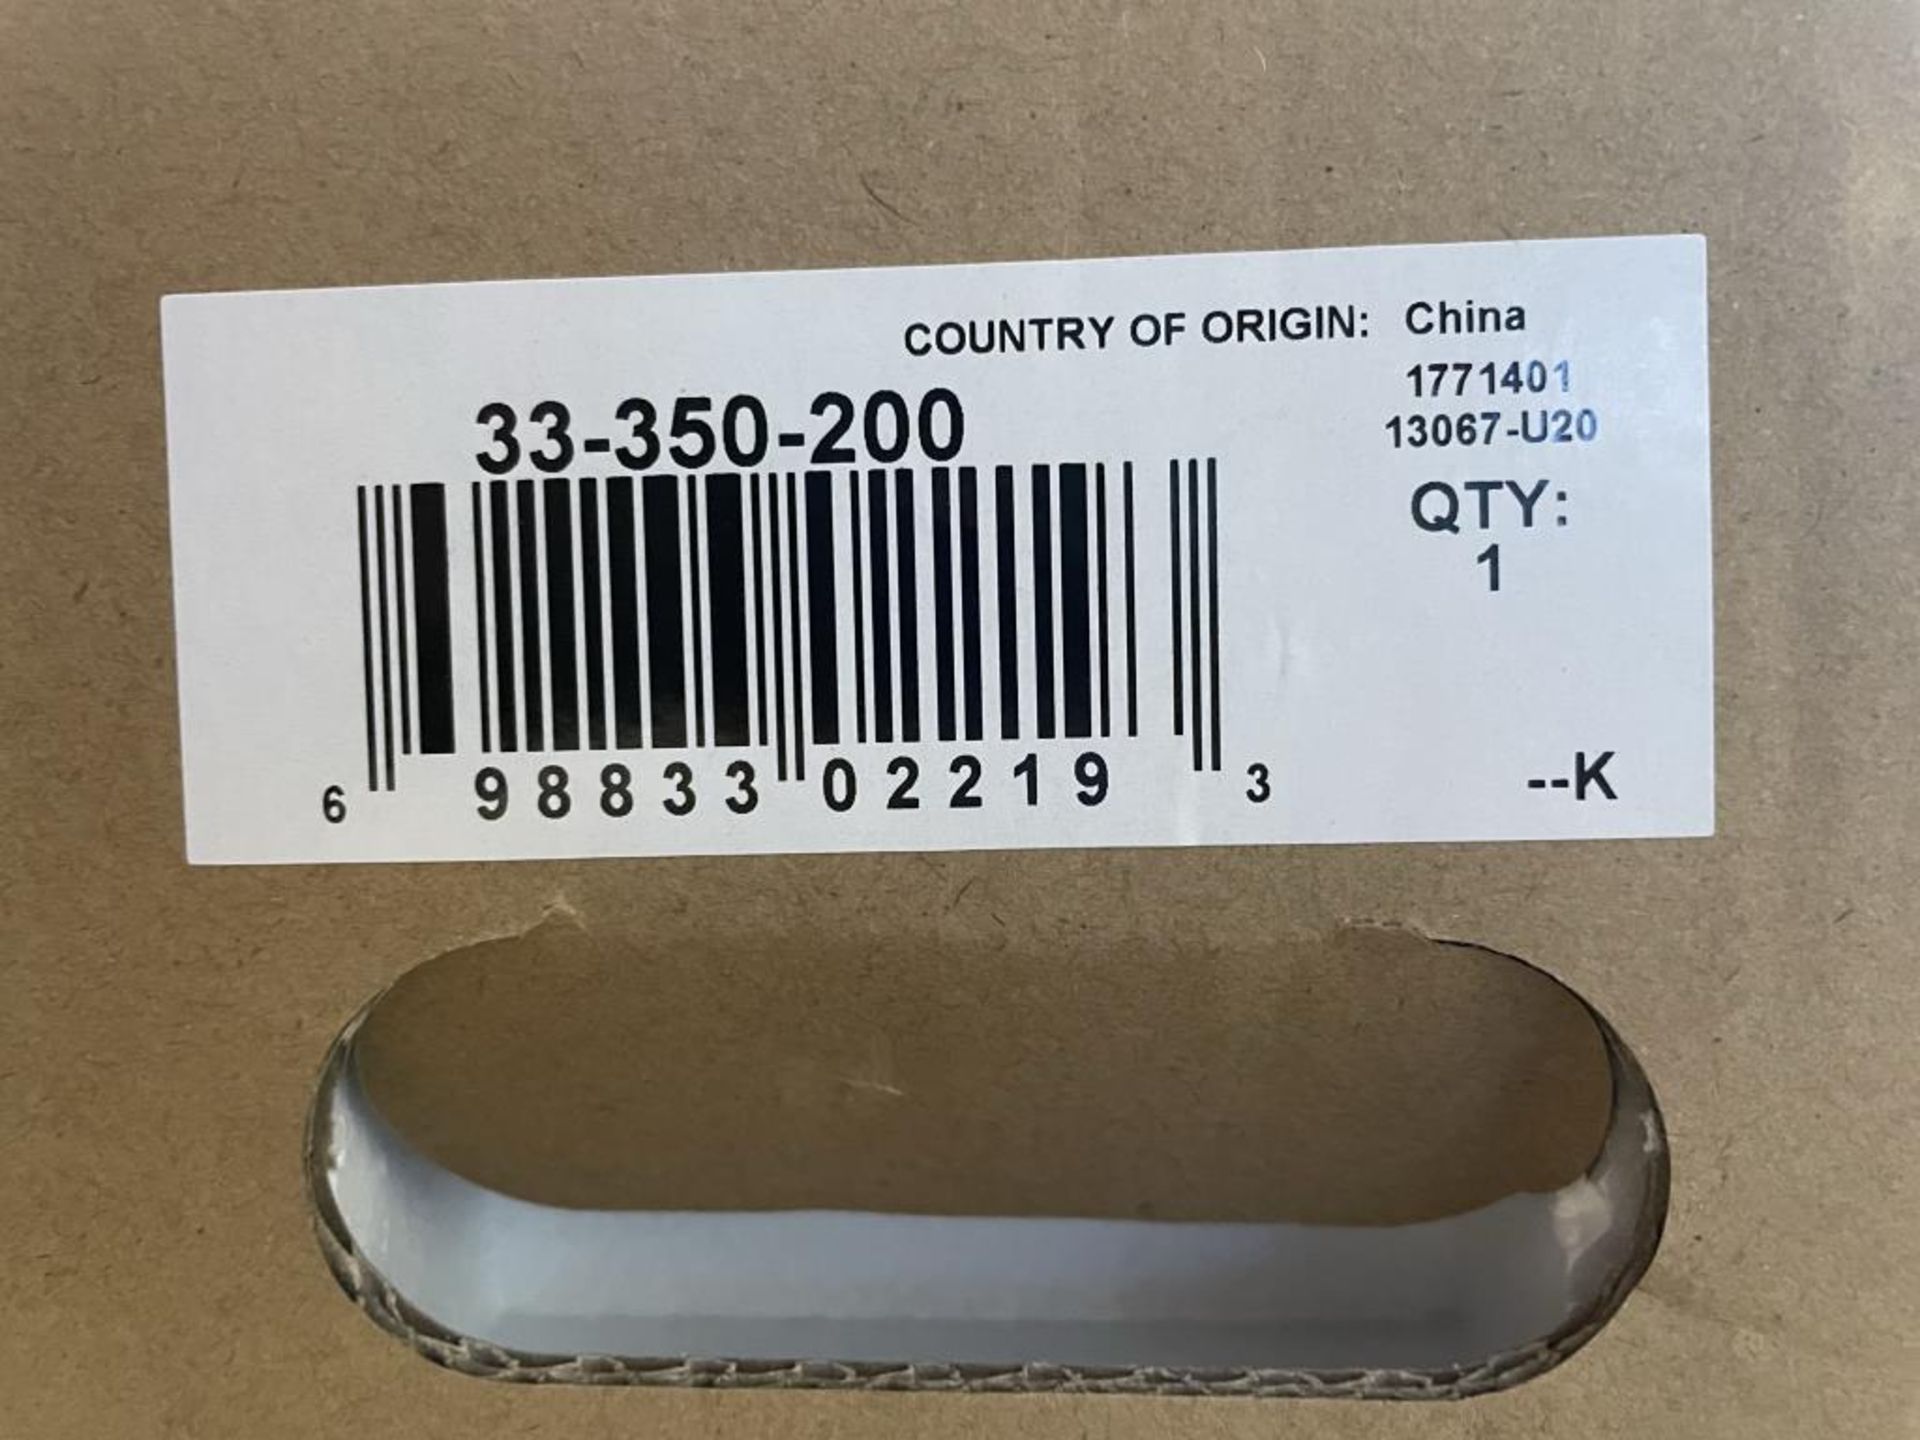 COUNTRY OF ORIGIN: China
1771401
13067-U20
33-350-200
QTY:
1
6 98833 02219 3
--K